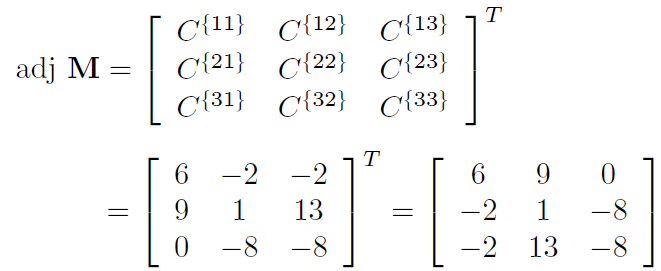 adj M = [ C^{11} C^{12} C^{13} ]^T
C^{21} C^{22} C^{23}
C^{31} C^{32} C^{33}
= [ 6 −2 −2 ]^T = [ 6 9 0 ]
9 1 13 −2 1 −8
0 −8 −8 −2 13 −8